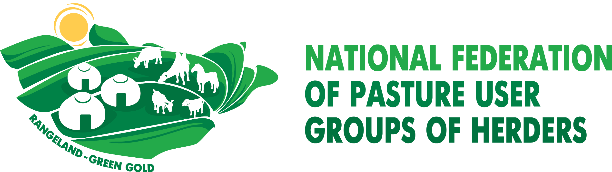 RANGELAND-GREEN GOLD
NATIONAL FEDERATION
OF PASTURE USER
GROUPS OF HERDERS